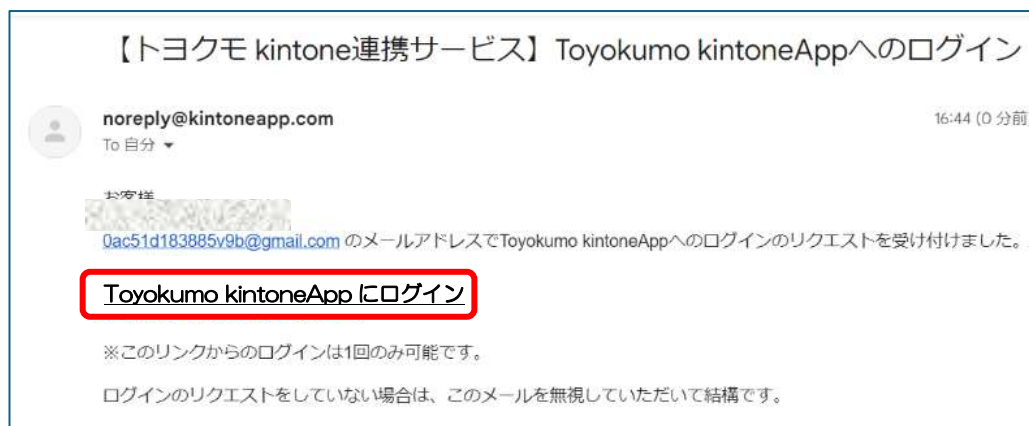 【トヨクモ kintone連携サービス】Toyokumo kintoneAppへのログイン
noreply@kintoneapp.com
16:44 (0 分前)
To 自分
お客様
0ac51d183885v9b@gmail.com のメールアドレスでToyokumo kintoneAppへのログインのリクエストを受け付けました。
Toyokumo kintoneApp にログイン
※このリンクからのログインは1回のみ可能です。
ログインのリクエストをしていない場合は、このメールを無視していただいて結構です。